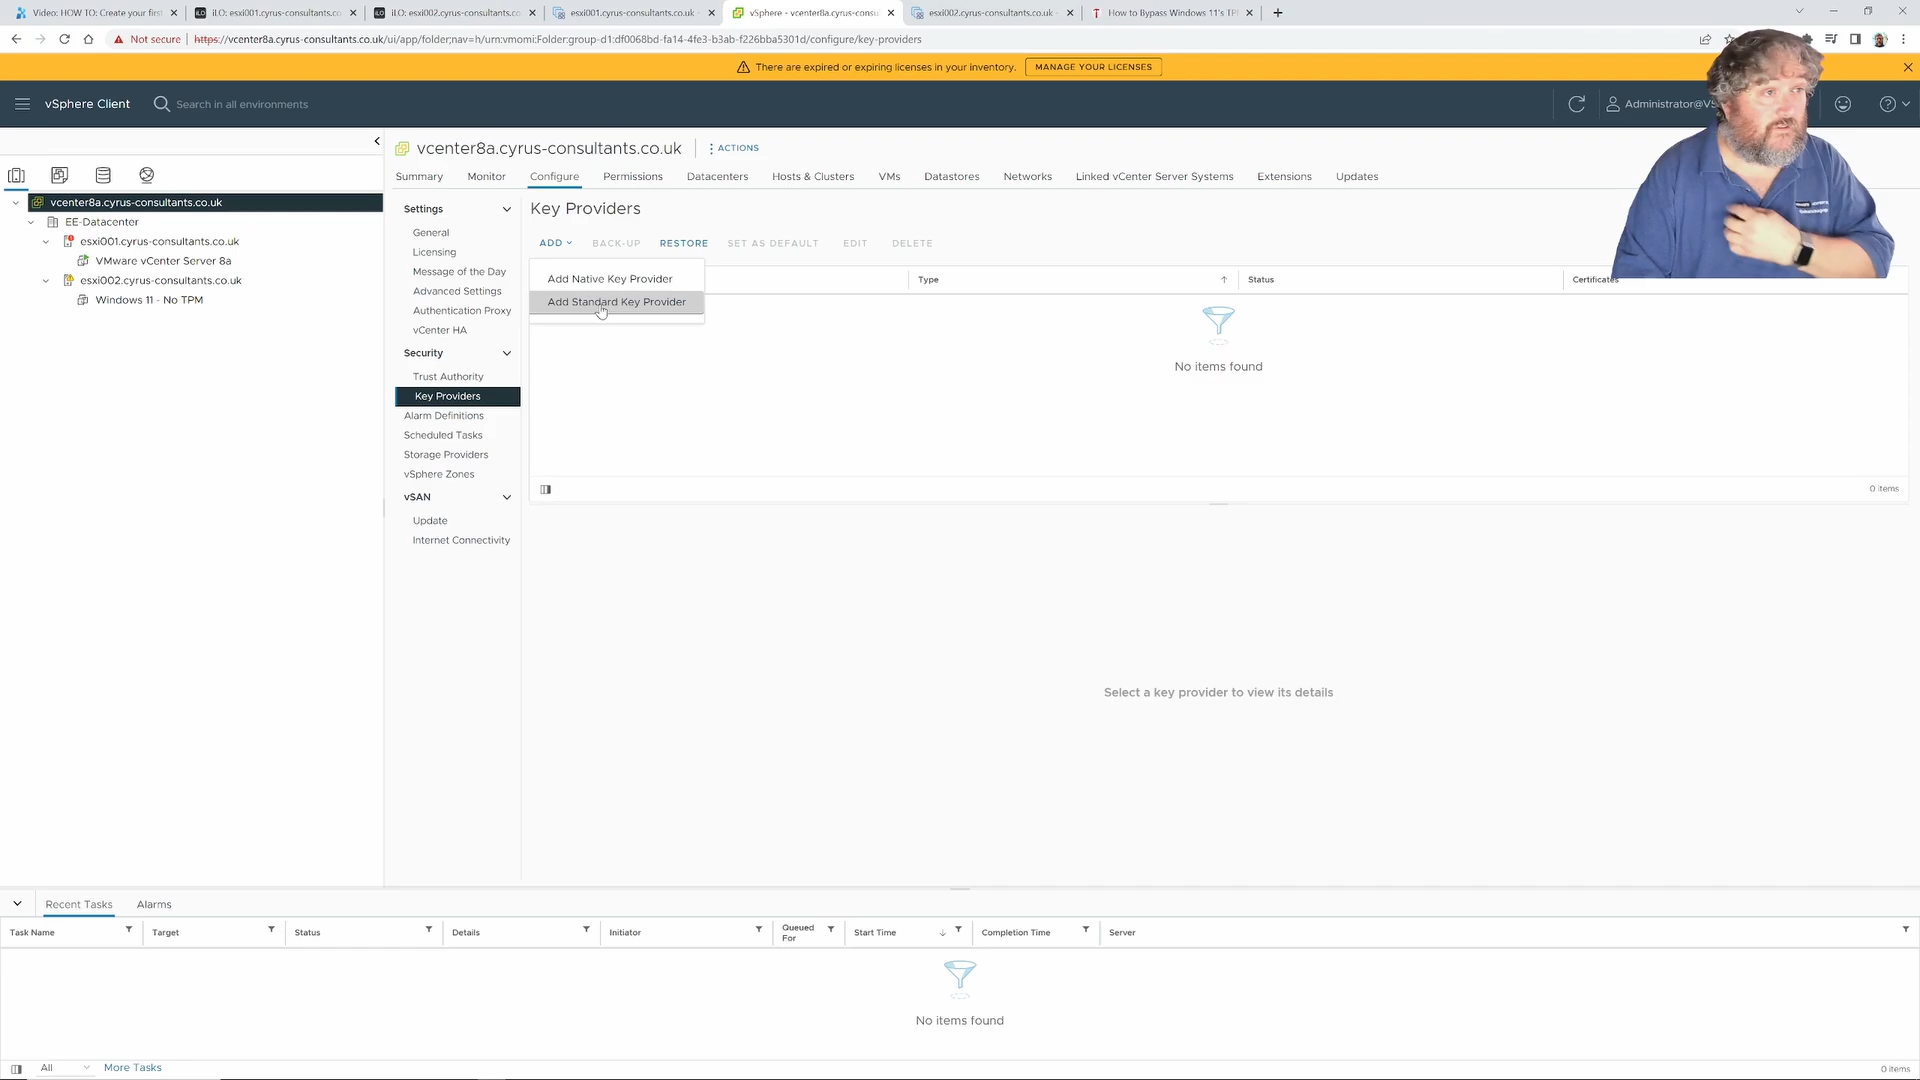 Video: HOW TO: Create your first
iLO: esxi001.cyrus-consultants.co
iLO: esxi002.cyrus-consultants.co
esxi001.cyrus-consultants.co.uk -
vSphere - vcenter8a.cyrus-consu
esxi002.cyrus-consultants.co.uk -
How to Bypass Windows 11's TP
Not secure
https://vcenter8a.cyrus-consultants.co.uk/ui/app/folder;nav=h/urn:vmomi:Folder:group-d1:df0068bd-fa14-4fe3-b3ab-f226bba5301d/configure/key-providers
There are expired or expiring licenses in your inventory.
MANAGE YOUR LICENSES
vSphere Client
Search in all environments
Administrator@VS
vcenter8a.cyrus-consultants.co.uk
ACTIONS
Summary
Monitor
Configure
Permissions
Datacenters
Hosts & Clusters
VMs
Datastores
Networks
Linked vCenter Server Systems
Extensions
Updates
vcenter8a.cyrus-consultants.co.uk
EE-Datacenter
esxi001.cyrus-consultants.co.uk
VMware vCenter Server 8a
esxi002.cyrus-consultants.co.uk
Windows 11 - No TPM
Settings
General
Licensing
Message of the Day
Advanced Settings
Authentication Proxy
vCenter HA
Security
Trust Authority
Key Providers
Alarm Definitions
Scheduled Tasks
Storage Providers
vSphere Zones
vSAN
Update
Internet Connectivity
Key Providers
ADD
BACK-UP
RESTORE
SET AS DEFAULT
EDIT
DELETE
Add Native Key Provider
Add Standard Key Provider
Type
Status
Certificates
No items found
0 items
Select a key provider to view its details
Recent Tasks
Alarms
Task Name
Target
Status
Details
Initiator
Queued
For
Start Time
Completion Time
Server
No items found
All
More Tasks
0 items